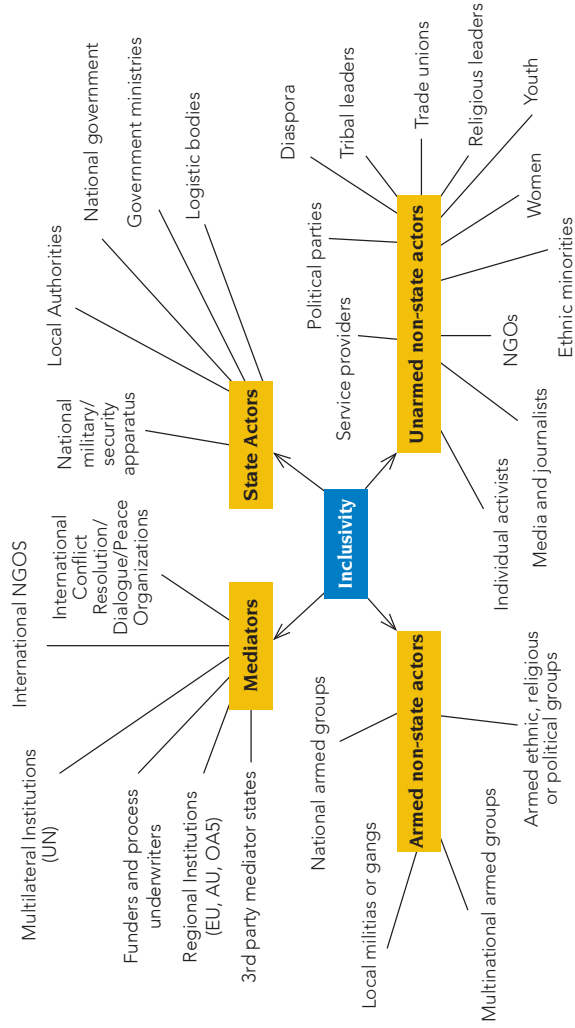 Multilateral Institutions
(UN)
International NGOS
International
Conflict
Resolution/
Dialogue/Peace
Organizations
Funders and process
underwriters
Regional Institutions
(EU, AU, OA5)
3rd party mediator states
Mediators
National
military/
security
apparatus
Local Authorities
National government
Government ministries
Logistic bodies
State Actors
Inclusivity
National armed groups
Local militias or gangs
Armed non-state actors
Multinational armed groups
Armed ethnic, religious
or political groups
Service providers
Political parties
Diaspora
Tribal leaders
Trade unions
Religious leaders
Unarmed non-state actors
Youth
Women
Ethnic minorities
NGOs
Media and journalists
Individual activists